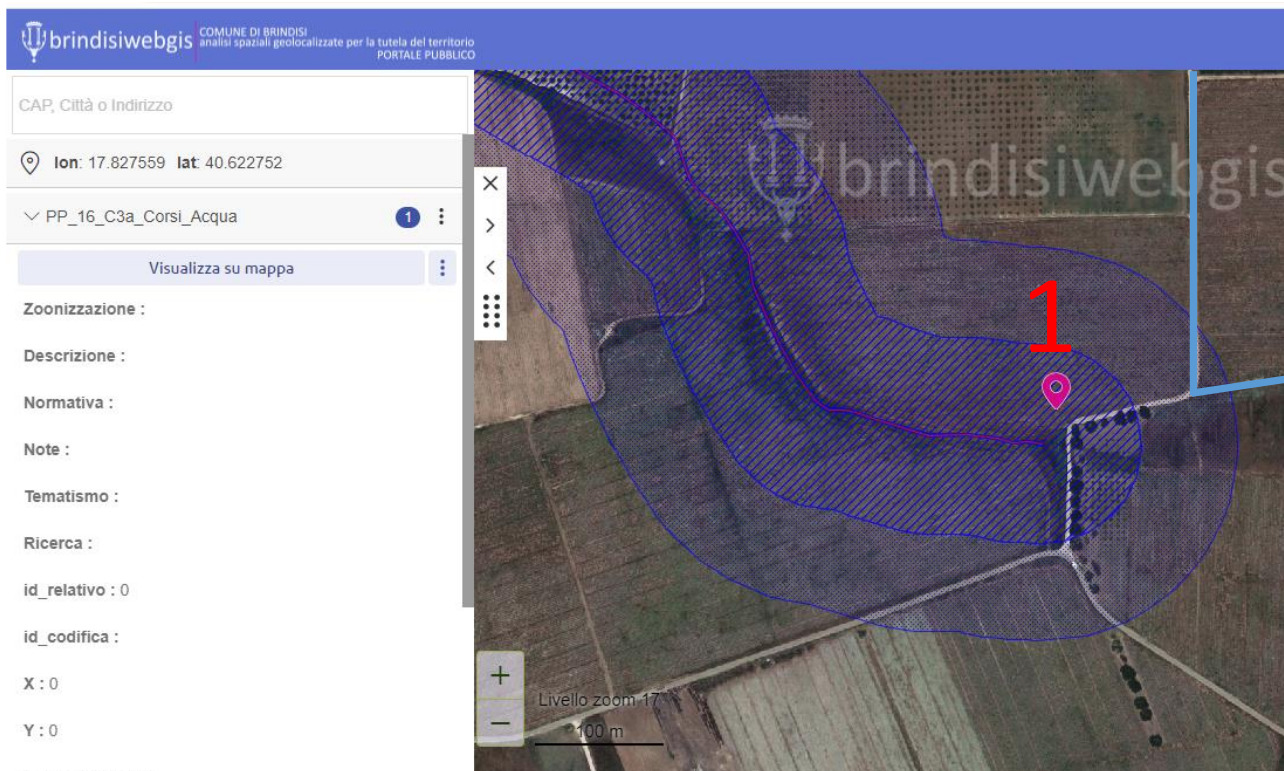 brindisiwebgis
COMUNE DI BRINDISI
analisi spaziali geolocalizzate per la tutela del territorio
PORTALE PUBBLICO
CAP, Città o Indirizzo
lon: 17.827559 lat: 40.622752
PP_16_C3a_Corsi_Acqua 1
Visualizza su mappa
Zoonizzazione :
Descrizione :
Normativa :
Note :
Tematismo :
Ricerca :
id_relativo : 0
id_codifica :
X : 0
Y : 0
brindisiwebgis
1
+
Livello zoom 17
−
100 m